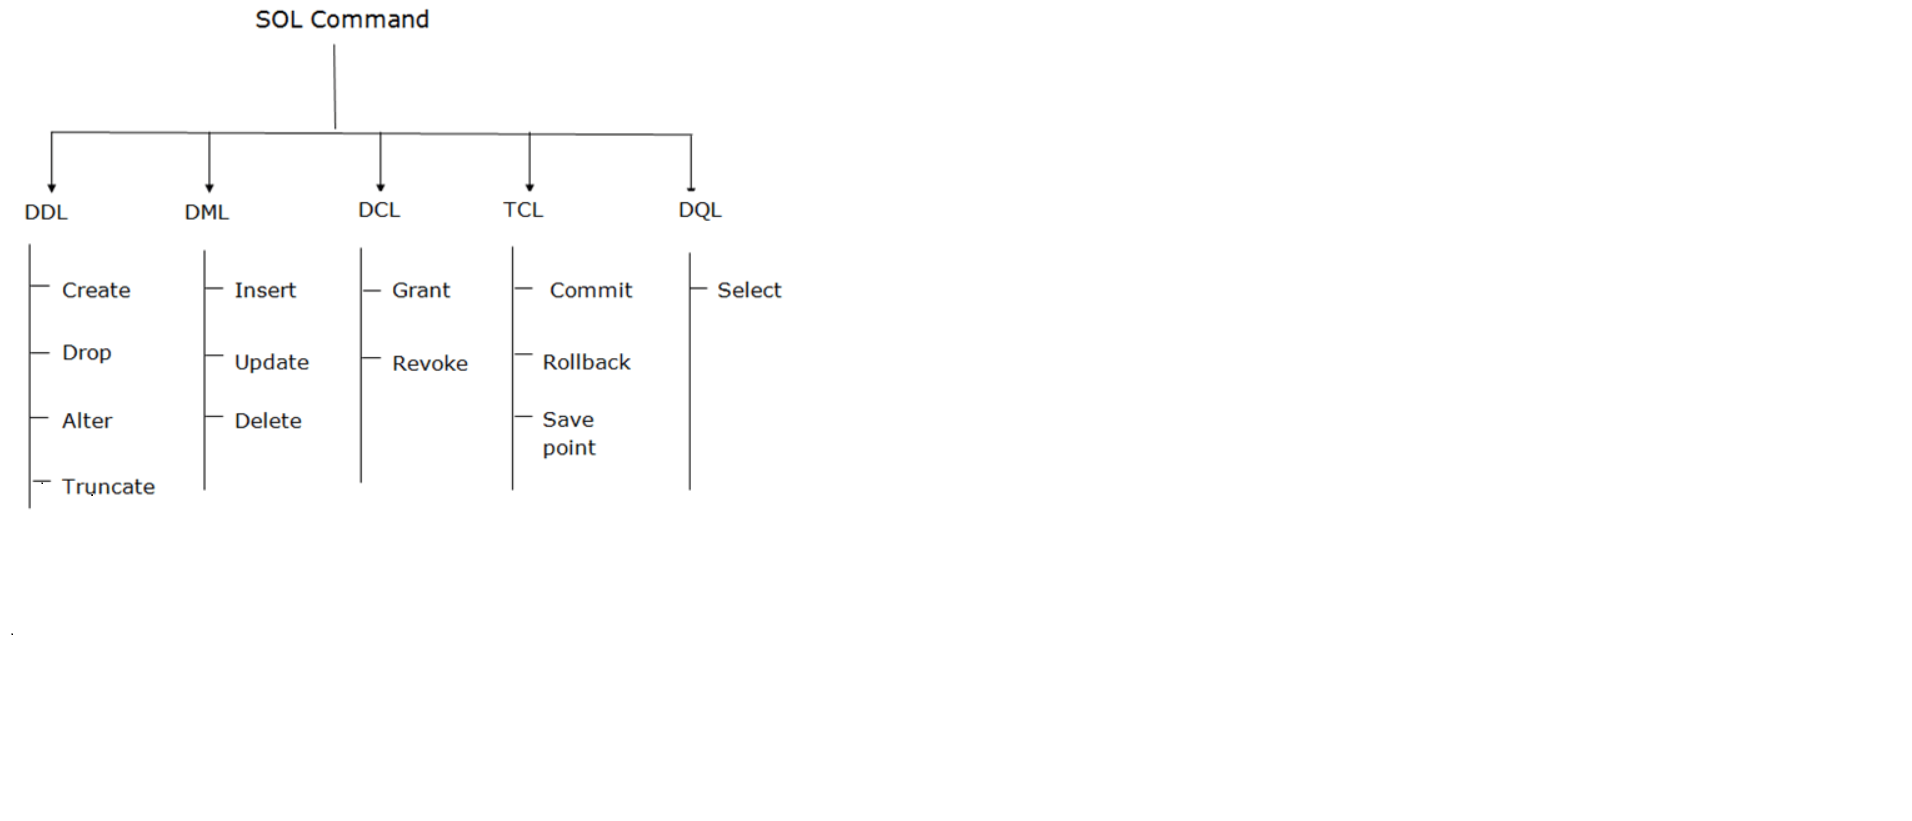 SOL Command
DDL
DML
DCL
TCL
DQL
Create
Drop
Alter
Truncate
Insert
Update
Delete
Grant
Revoke
Commit
Rollback
Save
point
Select